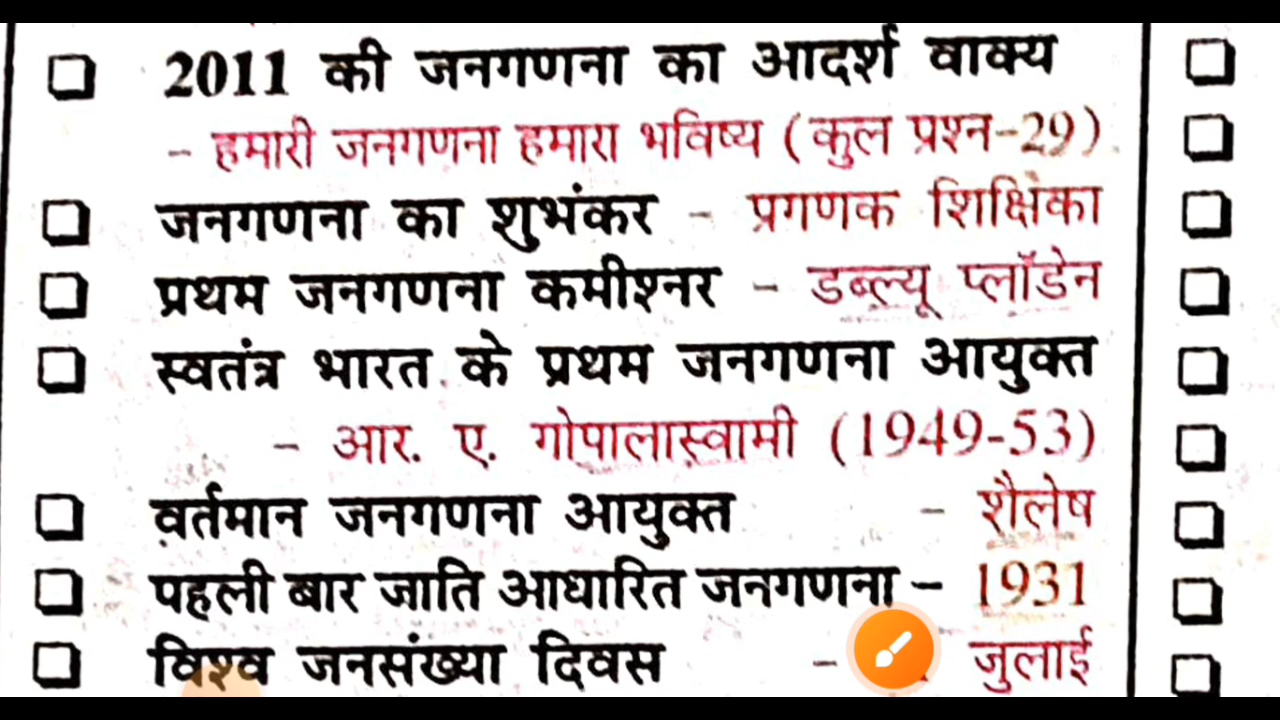 2011 की जनगणना का आदर्श वाक्य
- हमारी जनगणना हमारा भविष्य (कुल प्रश्न-29)
जनगणना का शुभंकर - प्रगणक शिक्षिका
प्रथम जनगणना कमीश्नर - डब्ल्यू प्लॉडेन
स्वतंत्र भारत के प्रथम जनगणना आयुक्त
- आर. ए. गोपालास्वामी (1949-53)
वर्तमान जनगणना आयुक्त - शैलेष
पहली बार जाति आधारित जनगणना - 1931
विश्व जनसंख्या दिवस - जुलाई